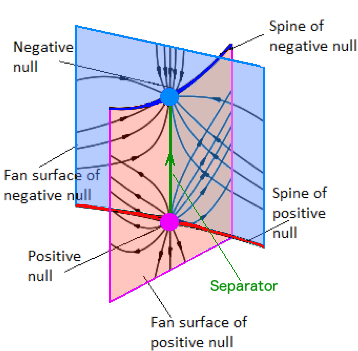 Spine of
negative null
Negative
null
Fan surface of
negative null
Spine of
positive
null
Positive
null
Separator
Fan surface of
positive null